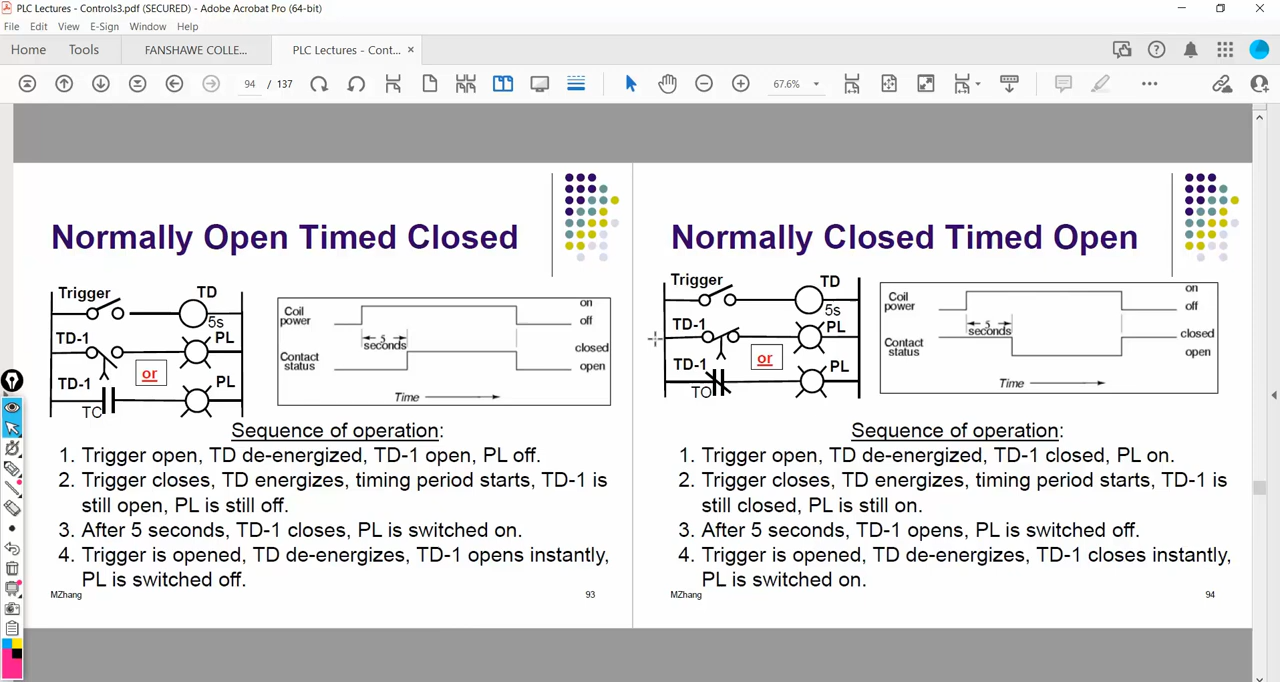 PLC Lectures - Controls3.pdf (SECURED) - Adobe Acrobat Pro (64-bit)
File Edit View E-Sign Window Help
Home Tools FANSHAWE COLLE... PLC Lectures - Cont... ×
94 / 137 67.6%
Normally Open Timed Closed
Trigger TD
5s
TD-1 PL
or
TD-1 PL
TC
Coil power
on
off
5 seconds
Contact status
closed
open
Time
Sequence of operation:
1. Trigger open, TD de-energized, TD-1 open, PL off.
2. Trigger closes, TD energizes, timing period starts, TD-1 is
still open, PL is still off.
3. After 5 seconds, TD-1 closes, PL is switched on.
4. Trigger is opened, TD de-energizes, TD-1 opens instantly,
PL is switched off.
MZhang 93
Normally Closed Timed Open
Trigger TD
5s
TD-1 PL
or
TD-1 PL
TO
Coil power
on
off
5 seconds
Contact status
closed
open
Time
Sequence of operation:
1. Trigger open, TD de-energized, TD-1 closed, PL on.
2. Trigger closes, TD energizes, timing period starts, TD-1 is
still closed, PL is still on.
3. After 5 seconds, TD-1 opens, PL is switched off.
4. Trigger is opened, TD de-energizes, TD-1 closes instantly,
PL is switched on.
MZhang 94